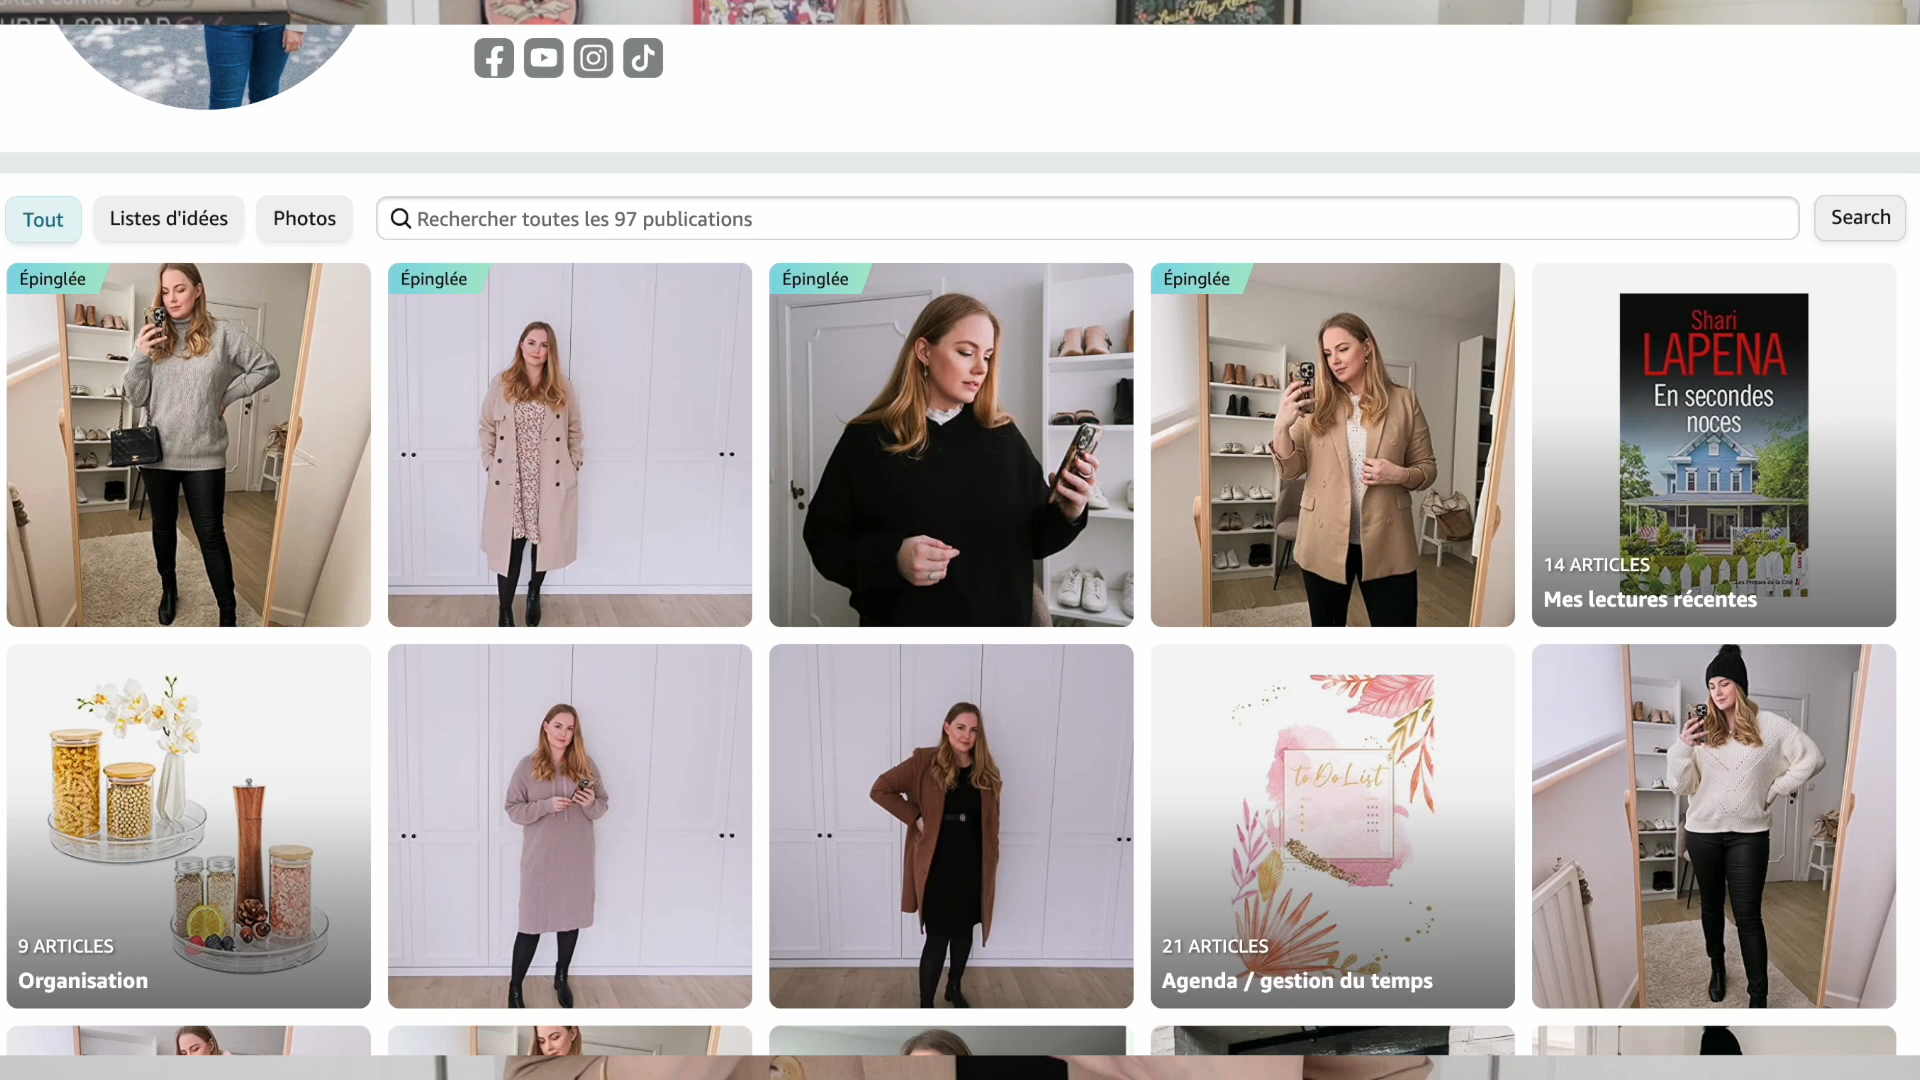 Tout
Listes d'idées
Photos
Rechercher toutes les 97 publications
Search
Épinglée
Épinglée
Épinglée
Épinglée
Shari
LAPENA
En secondes
noces
14 ARTICLES
Mes lectures récentes
9 ARTICLES
Organisation
to Do List
21 ARTICLES
Agenda / gestion du temps